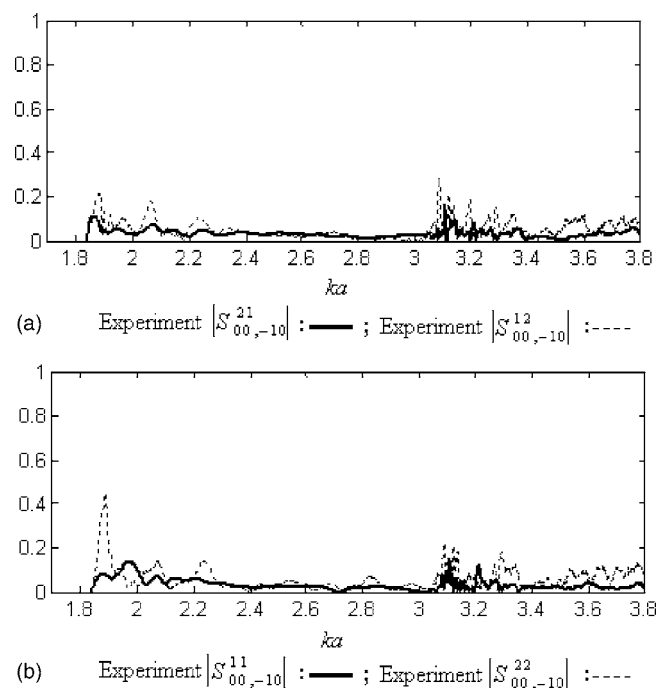 1
0.8
0.6
0.4
0.2
0
1.8 2 2.2 2.4 2.6 2.8 3 3.2 3.4 3.6 3.8
ka
(a) Experiment |S^{21}_{00,-10}| : ; Experiment |S^{12}_{00,-10}| :----
1
0.8
0.6
0.4
0.2
0
1.8 2 2.2 2.4 2.6 2.8 3 3.2 3.4 3.6 3.8
ka
(b) Experiment |S^{11}_{00,-10}| : ; Experiment |S^{22}_{00,-10}| :----